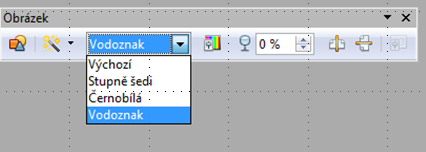 Obrázek
Vodoznak
0 %
Výchozí
Stupně šedi
Černobílá
Vodoznak